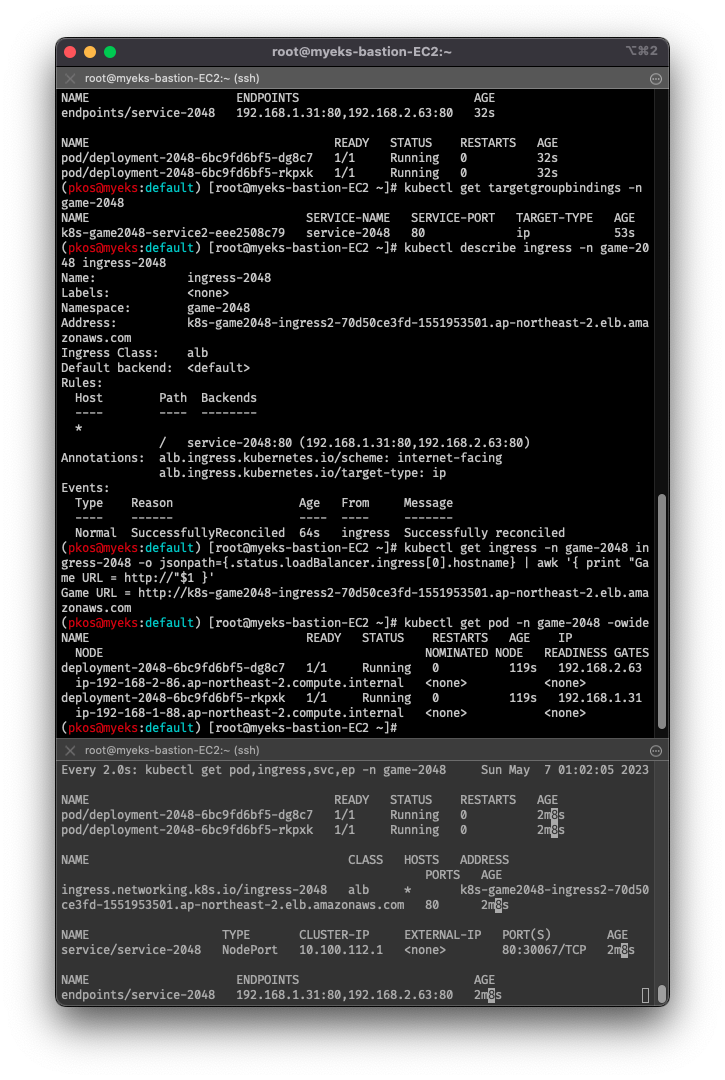 root@myeks-bastion-EC2:~
⌥⌘2
root@myeks-bastion-EC2:~ (ssh)
NAME ENDPOINTS AGE
endpoints/service-2048 192.168.1.31:80,192.168.2.63:80 32s
NAME READY STATUS RESTARTS AGE
pod/deployment-2048-6bc9fd6bf5-dg8c7 1/1 Running 0 32s
pod/deployment-2048-6bc9fd6bf5-rkpxk 1/1 Running 0 32s
(pkos@myeks:default) [root@myeks-bastion-EC2 ~]# kubectl get targetgroupbindings -n
game-2048
NAME SERVICE-NAME SERVICE-PORT TARGET-TYPE AGE
k8s-game2048-service2-eee2508c79 service-2048 80 ip 53s
(pkos@myeks:default) [root@myeks-bastion-EC2 ~]# kubectl describe ingress -n game-20
48 ingress-2048
Name: ingress-2048
Labels: <none>
Namespace: game-2048
Address: k8s-game2048-ingress2-70d50ce3fd-1551953501.ap-northeast-2.elb.ama
zonaws.com
Ingress Class: alb
Default backend: <default>
Rules:
Host Path Backends
---- ---- --------
*
/ service-2048:80 (192.168.1.31:80,192.168.2.63:80)
Annotations: alb.ingress.kubernetes.io/scheme: internet-facing
alb.ingress.kubernetes.io/target-type: ip
Events:
Type Reason Age From Message
---- ------ ---- ---- -------
Normal SuccessfullyReconciled 64s ingress Successfully reconciled
(pkos@myeks:default) [root@myeks-bastion-EC2 ~]# kubectl get ingress -n game-2048 in
gress-2048 -o jsonpath={.status.loadBalancer.ingress[0].hostname} | awk '{ print "Ga
me URL = http://"$1 }'
Game URL = http://k8s-game2048-ingress2-70d50ce3fd-1551953501.ap-northeast-2.elb.ama
zonaws.com
(pkos@myeks:default) [root@myeks-bastion-EC2 ~]# kubectl get pod -n game-2048 -owide
NAME READY STATUS RESTARTS AGE IP
NODE NOMINATED NODE READINESS GATES
deployment-2048-6bc9fd6bf5-dg8c7 1/1 Running 0 119s 192.168.2.63
ip-192-168-2-86.ap-northeast-2.compute.internal <none> <none>
deployment-2048-6bc9fd6bf5-rkpxk 1/1 Running 0 119s 192.168.1.31
ip-192-168-1-88.ap-northeast-2.compute.internal <none> <none>
(pkos@myeks:default) [root@myeks-bastion-EC2 ~]#
root@myeks-bastion-EC2:~ (ssh)
Every 2.0s: kubectl get pod,ingress,svc,ep -n game-2048 Sun May 7 01:02:05 2023
NAME READY STATUS RESTARTS AGE
pod/deployment-2048-6bc9fd6bf5-dg8c7 1/1 Running 0 2m8s
pod/deployment-2048-6bc9fd6bf5-rkpxk 1/1 Running 0 2m8s
NAME CLASS HOSTS ADDRESS
PORTS AGE
ingress.networking.k8s.io/ingress-2048 alb * k8s-game2048-ingress2-70d50
ce3fd-1551953501.ap-northeast-2.elb.amazonaws.com 80 2m8s
NAME TYPE CLUSTER-IP EXTERNAL-IP PORT(S) AGE
service/service-2048 NodePort 10.100.112.1 <none> 80:30067/TCP 2m8s
NAME ENDPOINTS AGE
endpoints/service-2048 192.168.1.31:80,192.168.2.63:80 2m8s